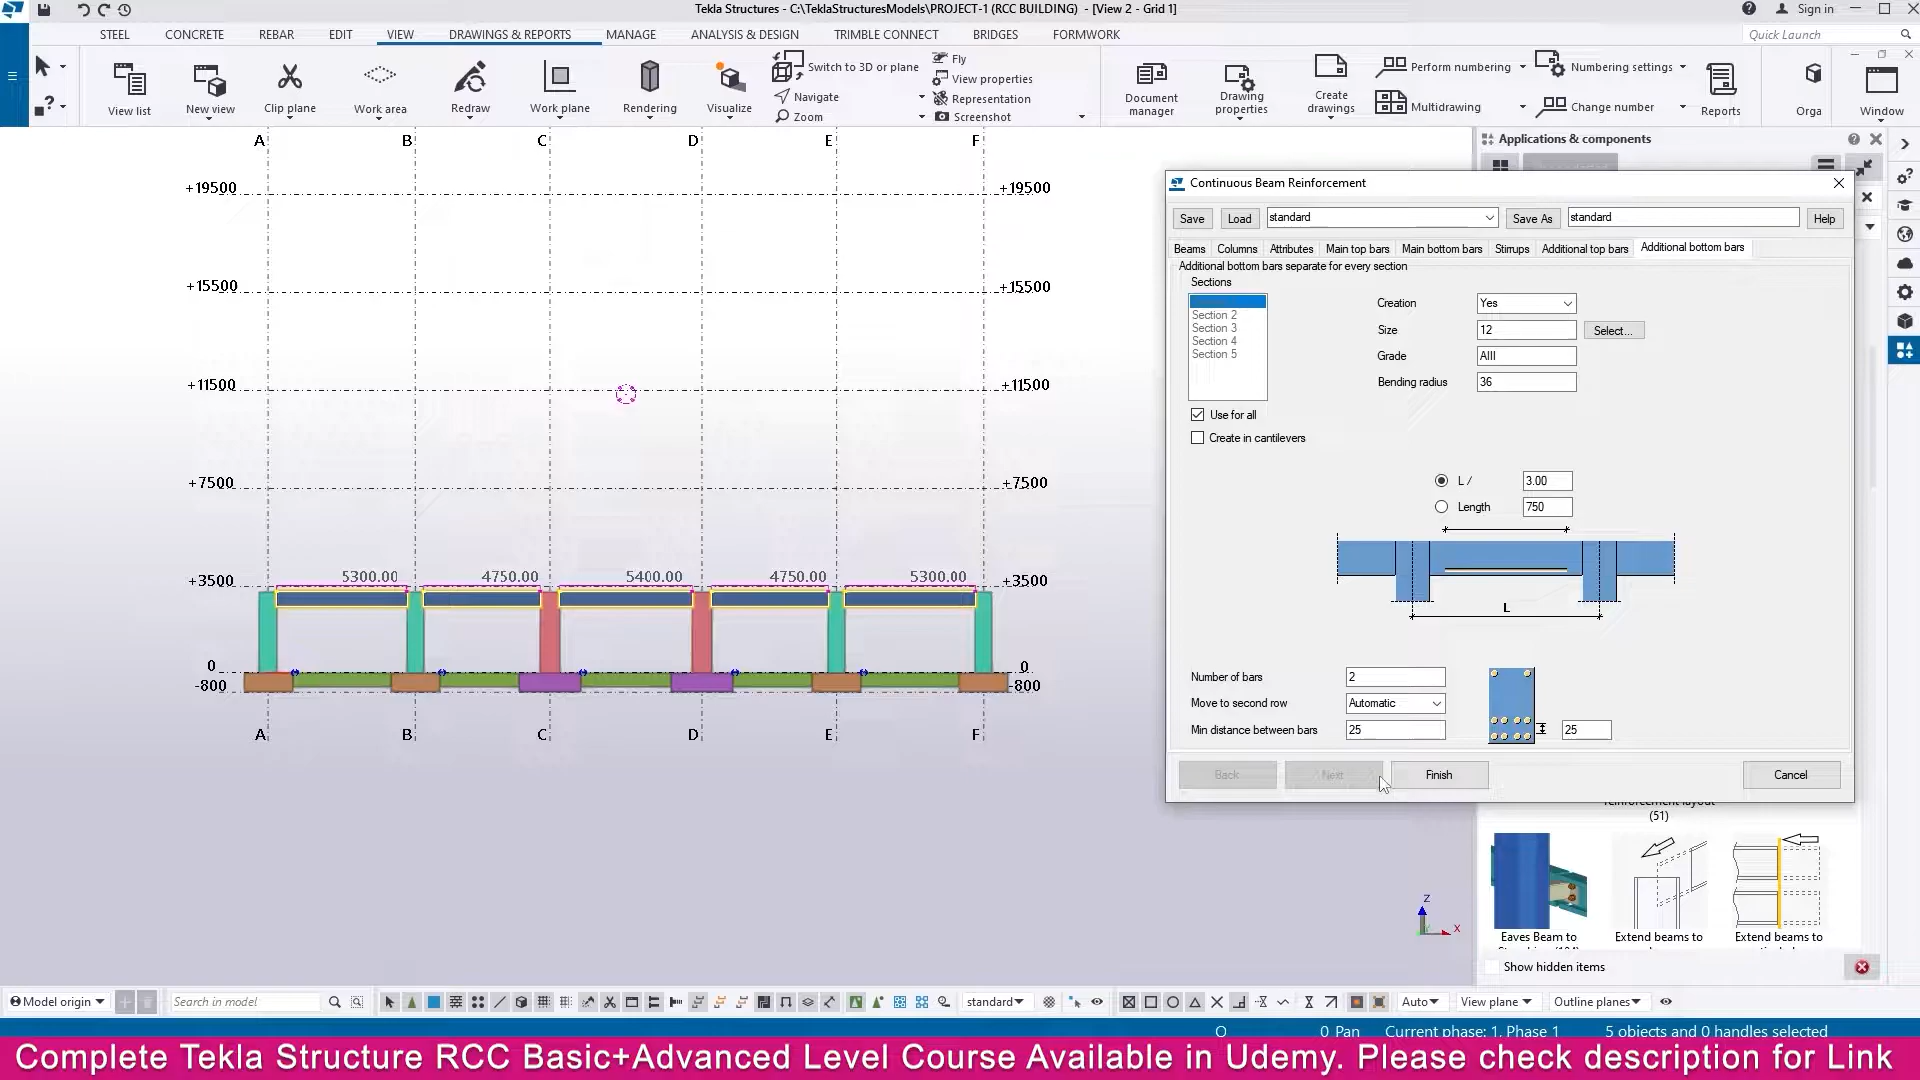 Tekla Structures - C:\TeklaStructuresModels\PROJECT-1 (RCC BUILDING) - [View 2 - Grid 1]
Sign in
STEEL CONCRETE REBAR EDIT VIEW DRAWINGS & REPORTS MANAGE ANALYSIS & DESIGN TRIMBLE CONNECT BRIDGES FORMWORK
Quick Launch
View list
New view
Clip plane
Work area
Redraw
Work plane
Rendering
Visualize
Switch to 3D or plane
Navigate
Zoom
Fly
View properties
Representation
Screenshot
Document manager
Drawing properties
Create drawings
Perform numbering
Multidrawing
Numbering settings
Change number
Reports
Orga
Window
A B C D E F
+19500 +19500
+15500 +15500
+11500 +11500
+7500 +7500
+3500 5300.00 4750.00 5400.00 4750.00 5300.00 +3500
0 0
-800 -800
A B C D E F
Z
X
Applications & components
Continuous Beam Reinforcement
Save Load standard Save As standard Help
Beams Columns Attributes Main top bars Main bottom bars Stirrups Additional top bars Additional bottom bars
Additional bottom bars separate for every section
Sections
Section 2
Section 3
Section 4
Section 5
Use for all
Create in cantilevers
Creation Yes
Size 12 Select...
Grade AIII
Bending radius 36
L / 3.00
Length 750
L
Number of bars 2
Move to second row Automatic
Min distance between bars 25
25
Back Next Finish Cancel
reinforcement layout
(51)
Eaves Beam to
Extend beams to
Extend beams to
Show hidden items
Model origin Search in model standard Auto View plane Outline planes
O 0 Pan Current phase: 1, Phase 1 5 objects and 0 handles selected
Complete Tekla Structure RCC Basic+Advanced Level Course Available in Udemy. Please check description for Link